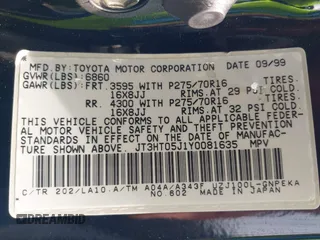 MFD.BY:TOYOTA MOTOR CORPORATION DATE 09/99
GVWR(LBS):6860
GAWR(LBS):FRT.3595 WITH P275/70R16 TIRES.
16X8JJ RIMS.AT 29 PSI COLD
RR. 4300 WITH P275/70R16 TIRES.
16X8JJ RIMS.AT 32 PSI COLD
THIS VEHICLE CONFORMS TO ALL APPLICABLE
FEDERAL MOTOR VEHICLE SAFETY AND THEFT
PREVENTION STANDARDS IN EFFECT ON THE
DATE OF MANUFAC-
TURE SHOWN ABOVE. JT3HT05J1Y0081635 MPV
C/TR 202/LA10.A/TM A04A/A343F UZJ100L-GNPEKA
NO.602 MADE IN JAPAN
DREAMBID